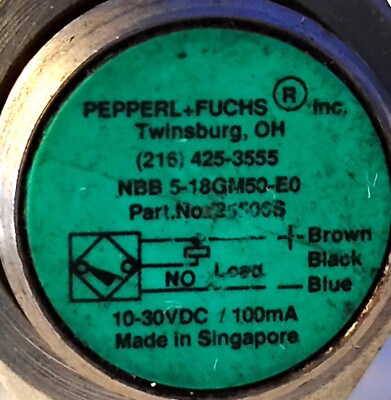 PEPPERL+FUCHS ® Inc.
Twinsburg, OH
(216) 425-3555
NBB 5-18GM50-E0
Part.No.
+ Brown
Load Black
NO - Blue
10-30VDC / 100mA
Made in Singapore